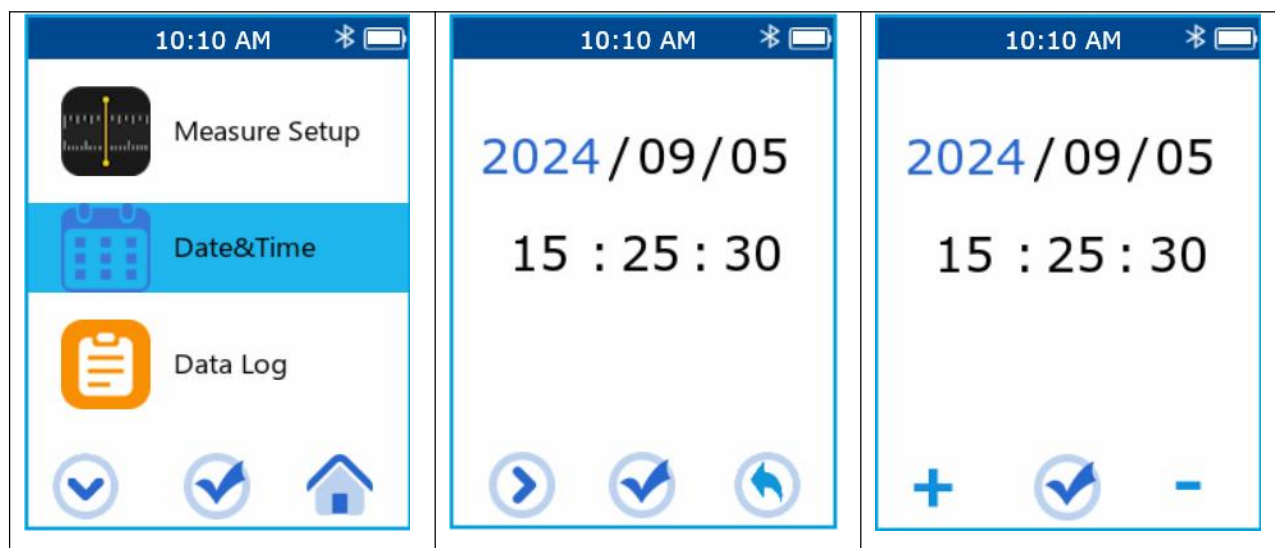 10:10 AM
Measure Setup
Date&Time
Data Log
10:10 AM
2024/09/05
15 : 25 : 30
10:10 AM
2024/09/05
15 : 25 : 30
+ -